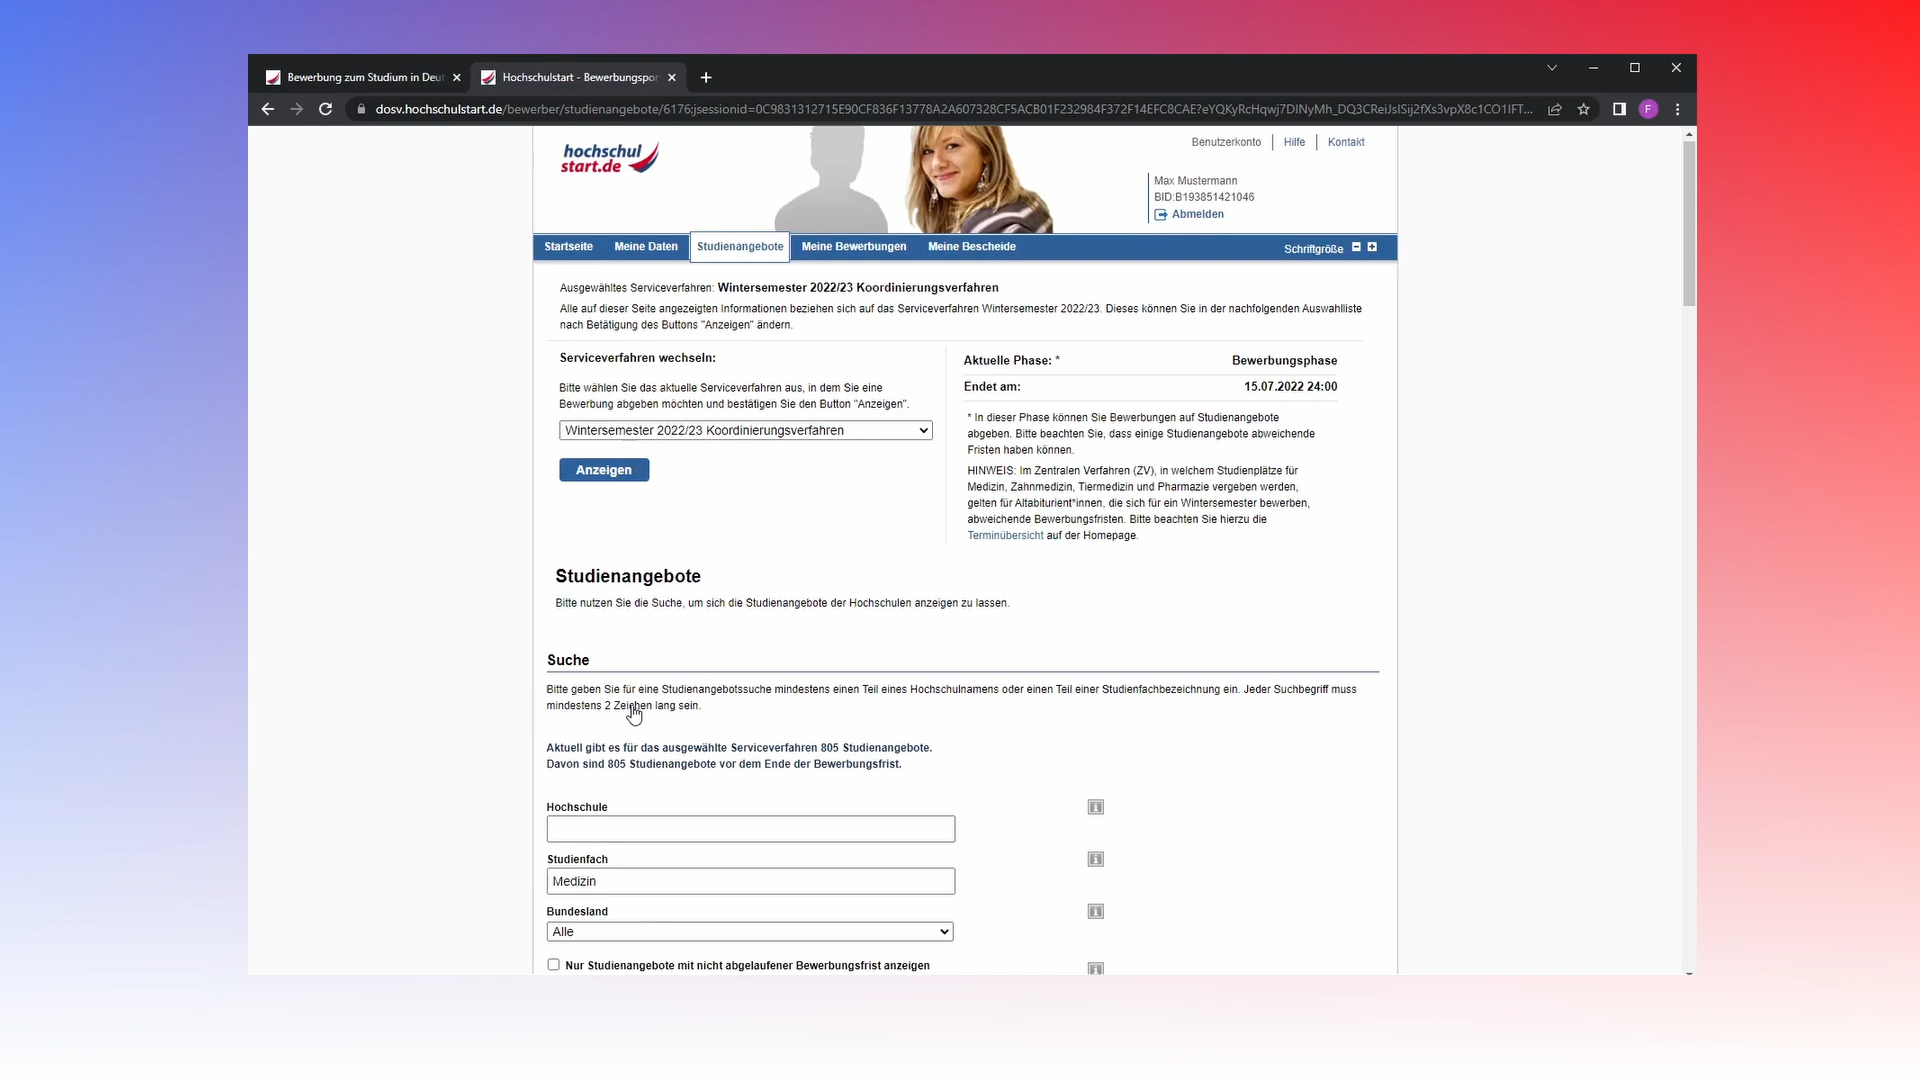 Bewerbung zum Studium in Deu
Hochschulstart - Bewerbungspor
dosv.hochschulstart.de/bewerber/studienangebote/6176;jsessionid=0C9831312715E90CF836F13778A2A607328CF5ACB01F232984F372F14EFC8CAE?eYQKyRcHqwj7DINyMh_DQ3CReiJsISij2fXs3vpX8c1CO1IFT...
F
hochschul
start.de
Benutzerkonto
Hilfe
Kontakt
Max Mustermann
BID:B193851421046
Abmelden
Startseite
Meine Daten
Studienangebote
Meine Bewerbungen
Meine Bescheide
Schriftgröße
Ausgewähltes Serviceverfahren: Wintersemester 2022/23 Koordinierungsverfahren
Alle auf dieser Seite angezeigten Informationen beziehen sich auf das Serviceverfahren Wintersemester 2022/23. Dieses können Sie in der nachfolgenden Auswahlliste
nach Betätigung des Buttons "Anzeigen" ändern.
Serviceverfahren wechseln:
Bitte wählen Sie das aktuelle Serviceverfahren aus, in dem Sie eine
Bewerbung abgeben möchten und bestätigen Sie den Button "Anzeigen".
Wintersemester 2022/23 Koordinierungsverfahren
Anzeigen
Aktuelle Phase: * Bewerbungsphase
Endet am: 15.07.2022 24:00
* In dieser Phase können Sie Bewerbungen auf Studienangebote
abgeben. Bitte beachten Sie, dass einige Studienangebote abweichende
Fristen haben können.
HINWEIS: Im Zentralen Verfahren (ZV), in welchem Studienplätze für
Medizin, Zahnmedizin, Tiermedizin und Pharmazie vergeben werden,
gelten für Altabiturient*innen, die sich für ein Wintersemester bewerben,
abweichende Bewerbungsfristen. Bitte beachten Sie hierzu die
Terminübersicht auf der Homepage.
Studienangebote
Bitte nutzen Sie die Suche, um sich die Studienangebote der Hochschulen anzeigen zu lassen.
Suche
Bitte geben Sie für eine Studienangebotssuche mindestens einen Teil eines Hochschulnamens oder einen Teil einer Studienfachbezeichnung ein. Jeder Suchbegriff muss
mindestens 2 Zeichen lang sein.
Aktuell gibt es für das ausgewählte Serviceverfahren 805 Studienangebote.
Davon sind 805 Studienangebote vor dem Ende der Bewerbungsfrist.
Hochschule
Studienfach
Medizin
Bundesland
Alle
Nur Studienangebote mit nicht abgelaufener Bewerbungsfrist anzeigen